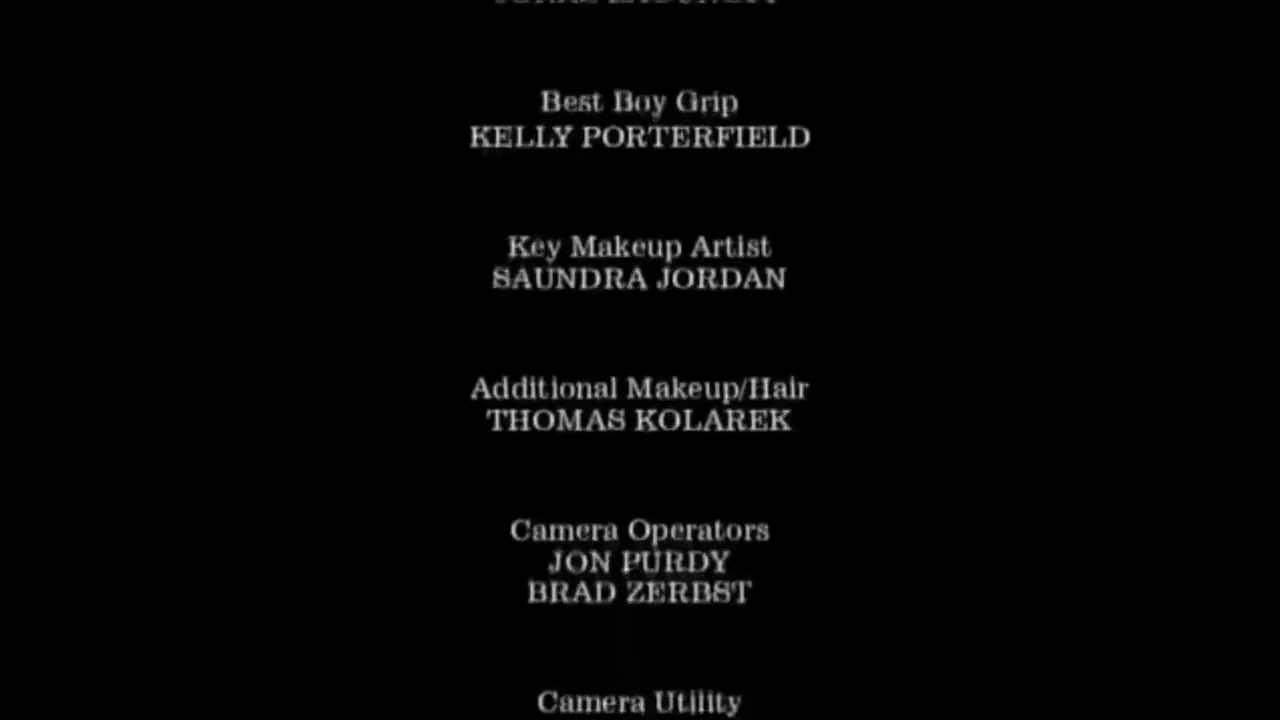 Best Boy Grip
KELLY PORTERFIELD
Key Makeup Artist
SAUNDRA JORDAN
Additional Makeup/Hair
THOMAS KOLAREK
Camera Operators
JON PURDY
BRAD ZERBST
Camera Utility